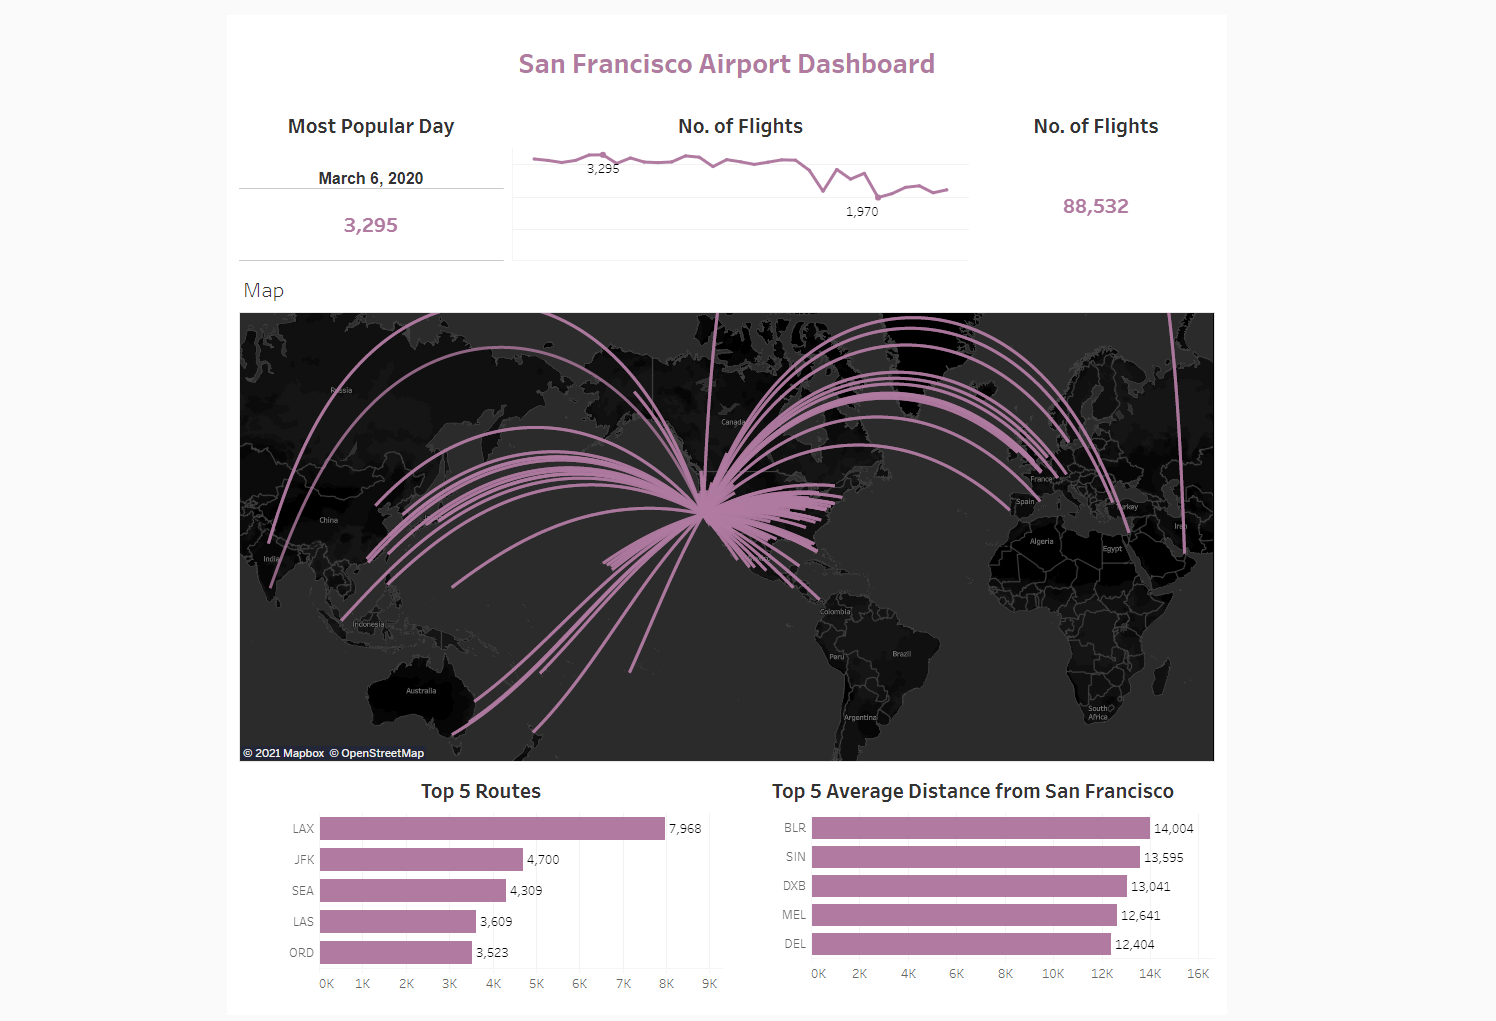 San Francisco Airport Dashboard
Most Popular Day
March 6, 2020
3,295
No. of Flights
3,295
1,970
No. of Flights
88,532
Map
Russia
Canada
China
India
Indonesia
Australia
France
Spain
Turkey
Iran
Algeria
Egypt
Colombia
Peru
Brazil
Argentina
South
Africa
© 2021 Mapbox © OpenStreetMap
Top 5 Routes
LAX 7,968
JFK 4,700
SEA 4,309
LAS 3,609
ORD 3,523
0K 1K 2K 3K 4K 5K 6K 7K 8K 9K
Top 5 Average Distance from San Francisco
BLR 14,004
SIN 13,595
DXB 13,041
MEL 12,641
DEL 12,404
0K 2K 4K 6K 8K 10K 12K 14K 16K